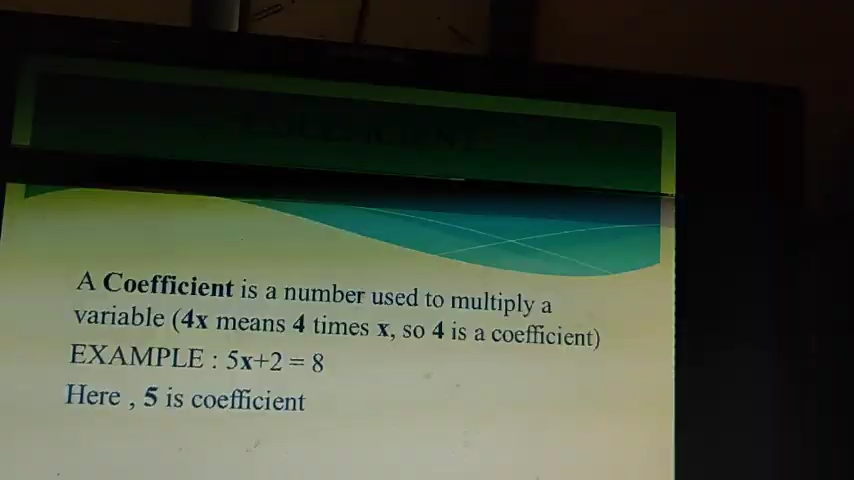 COEFFICIENT
A Coefficient is a number used to multiply a
variable (4x means 4 times x, so 4 is a coefficient)
EXAMPLE : 5x+2 = 8
Here , 5 is coefficient